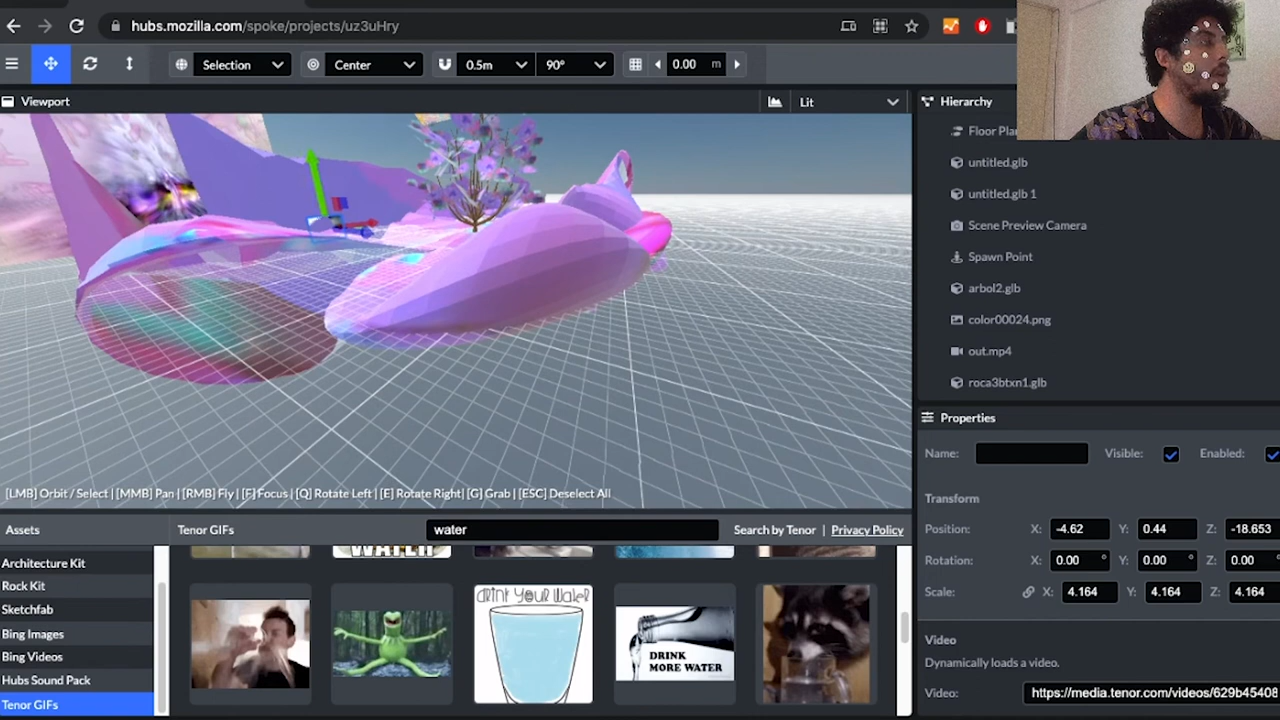 hubs.mozilla.com/spoke/projects/uz3uHry
Selection Center 0.5m 90° 0.00 m
Viewport Lit
[LMB] Orbit / Select | [MMB] Pan | [RMB] Fly | [F] Focus | [Q] Rotate Left | [E] Rotate Right | [G] Grab | [ESC] Deselect All
Hierarchy
Floor Plan
untitled.glb
untitled.glb 1
Scene Preview Camera
Spawn Point
arbol2.glb
color00024.png
out.mp4
roca3btxn1.glb
Properties
Name: Visible: Enabled:
Transform
Position: X: -4.62 Y: 0.44 Z: -18.653
Rotation: X: 0.00 ° Y: 0.00 ° Z: 0.00
Scale: X: 4.164 Y: 4.164 Z: 4.164
Video
Dynamically loads a video.
Video: https://media.tenor.com/videos/629b45408
Assets
Architecture Kit
Rock Kit
Sketchfab
Bing Images
Bing Videos
Hubs Sound Pack
Tenor GIFs
Tenor GIFs water Search by Tenor | Privacy Policy
WATER
Drink Your Water
DRINK
MORE WATER